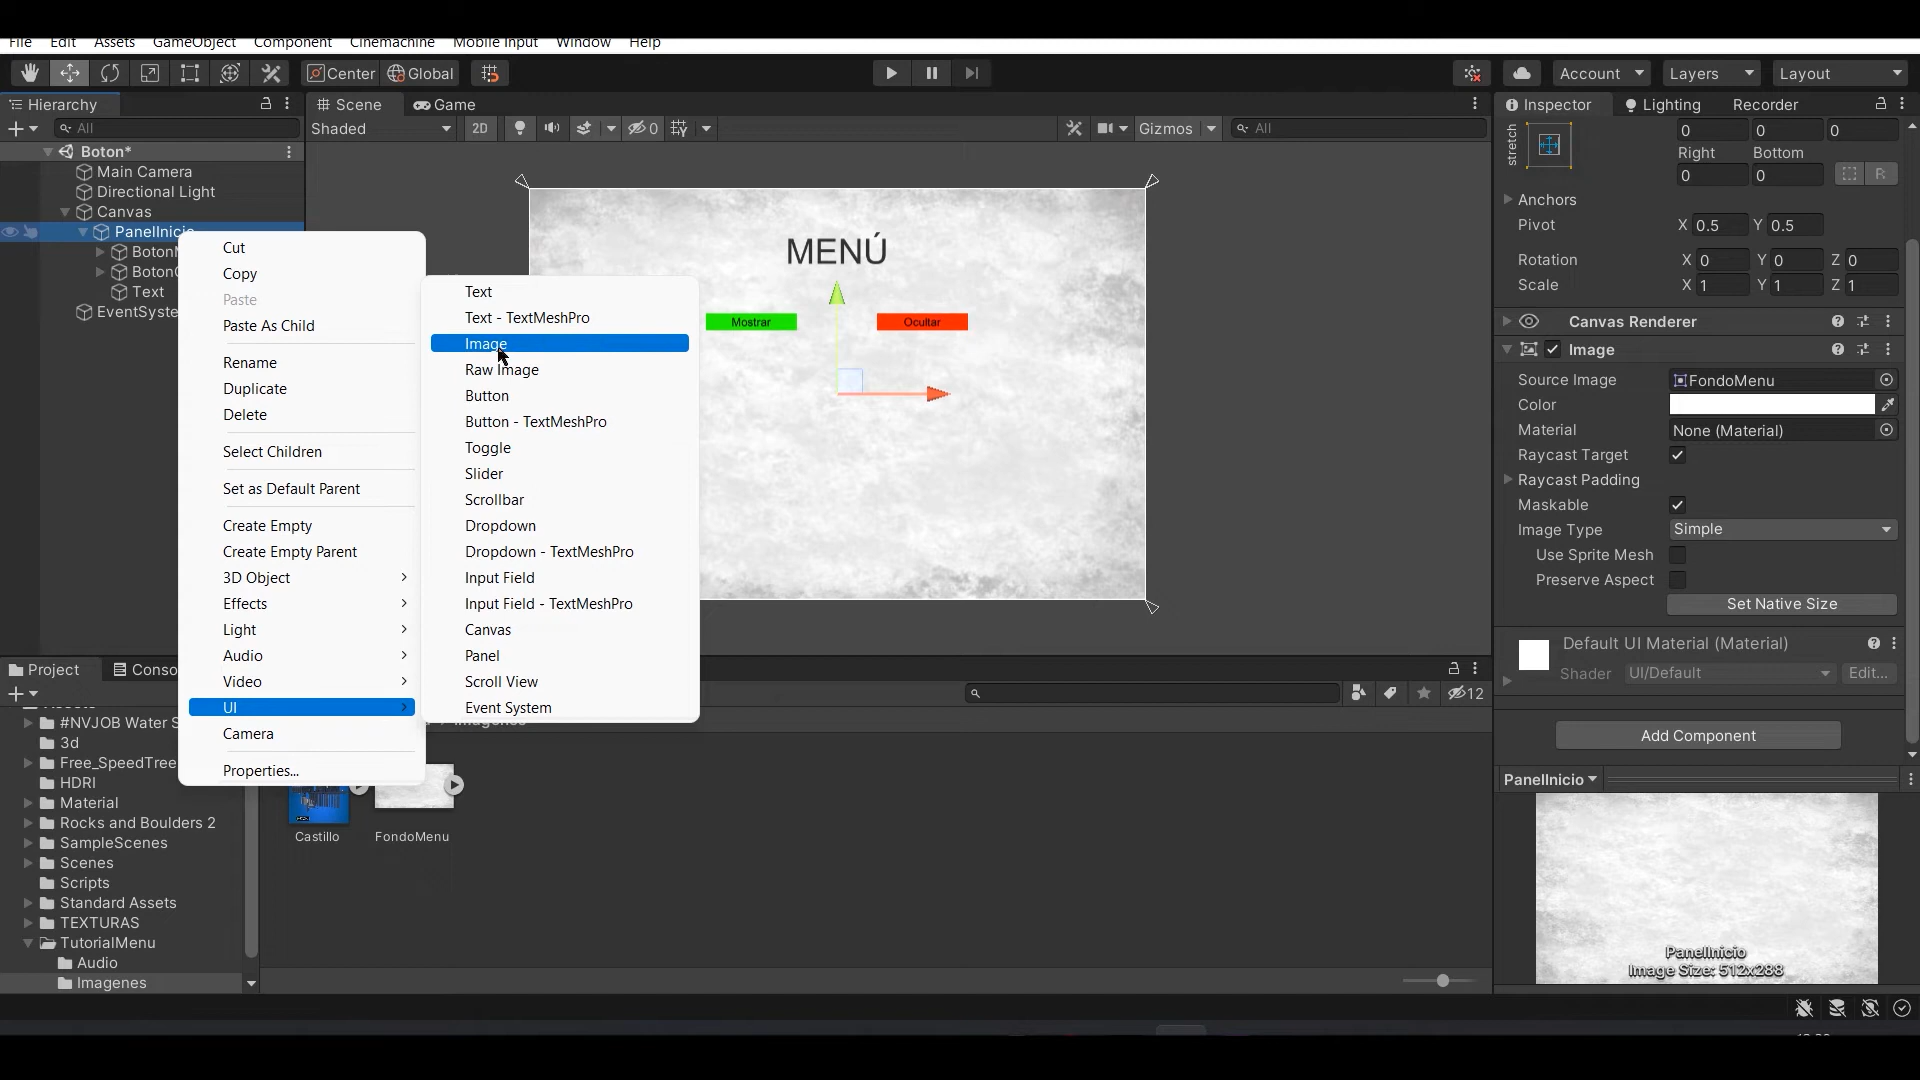 File Edit Assets GameObject Component Cinemachine Mobile Input Window Help
Center Global Account Layers Layout
Hierarchy
All
Boton*
Main Camera
Directional Light
Canvas
PanelInicio
Text
Cut
Copy
Paste
Paste As Child
Rename
Duplicate
Delete
Select Children
Set as Default Parent
Create Empty
Create Empty Parent
3D Object
Effects
Light
Audio
Video
UI
Camera
Properties...
Text
Text - TextMeshPro
Image
Raw Image
Button
Button - TextMeshPro
Toggle
Slider
Scrollbar
Dropdown
Dropdown - TextMeshPro
Input Field
Input Field - TextMeshPro
Canvas
Panel
Scroll View
Event System
Scene Game
Shaded 2D 0 Gizmos All
MENÚ
Mostrar Ocultar
Inspector Lighting Recorder
stretch
0 0 0
Right Bottom
0 0 R
Anchors
Pivot X 0.5 Y 0.5
Rotation X 0 Y 0 Z 0
Scale X 1 Y 1 Z 1
Canvas Renderer
Image
Source Image FondoMenu
Color
Material None (Material)
Raycast Target
Raycast Padding
Maskable
Image Type Simple
Use Sprite Mesh
Preserve Aspect
Set Native Size
Default UI Material (Material)
Shader UI/Default Edit...
Add Component
PanelInicio
PanelInicio
Image Size: 512x288
Project
12
#NVJOB Water S
3d
Free_SpeedTree
HDRI
Material
Rocks and Boulders 2
SampleScenes
Scenes
Scripts
Standard Assets
TEXTURAS
TutorialMenu
Audio
Imagenes
Castillo FondoMenu